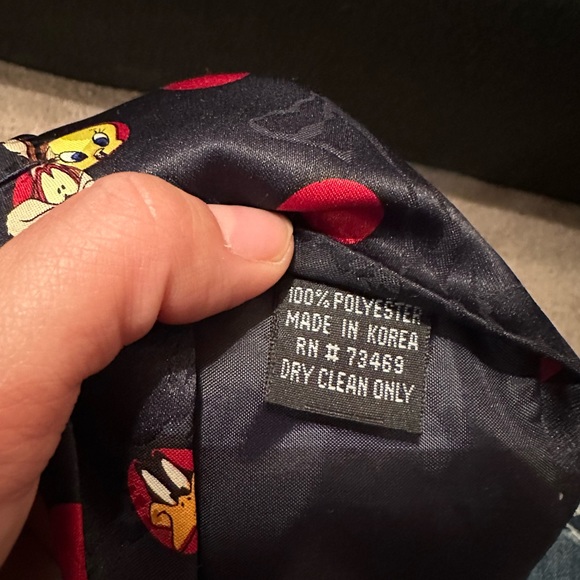 100% POLYESTER
MADE IN KOREA
RN # 73469
DRY CLEAN ONLY